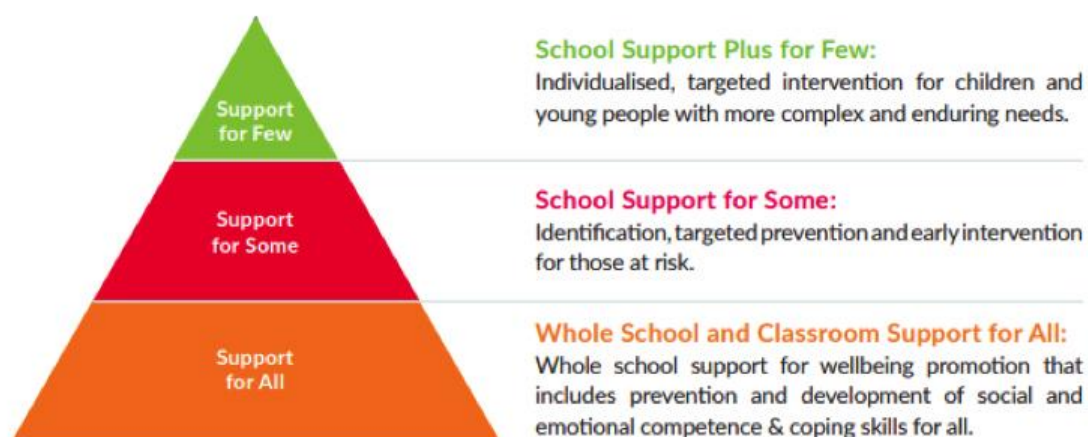 Support
for Few
School Support Plus for Few:
Individualised, targeted intervention for children and
young people with more complex and enduring needs.
Support
for Some
School Support for Some:
Identification, targeted prevention and early intervention
for those at risk.
Support
for All
Whole School and Classroom Support for All:
Whole school support for wellbeing promotion that
includes prevention and development of social and
emotional competence & coping skills for all.